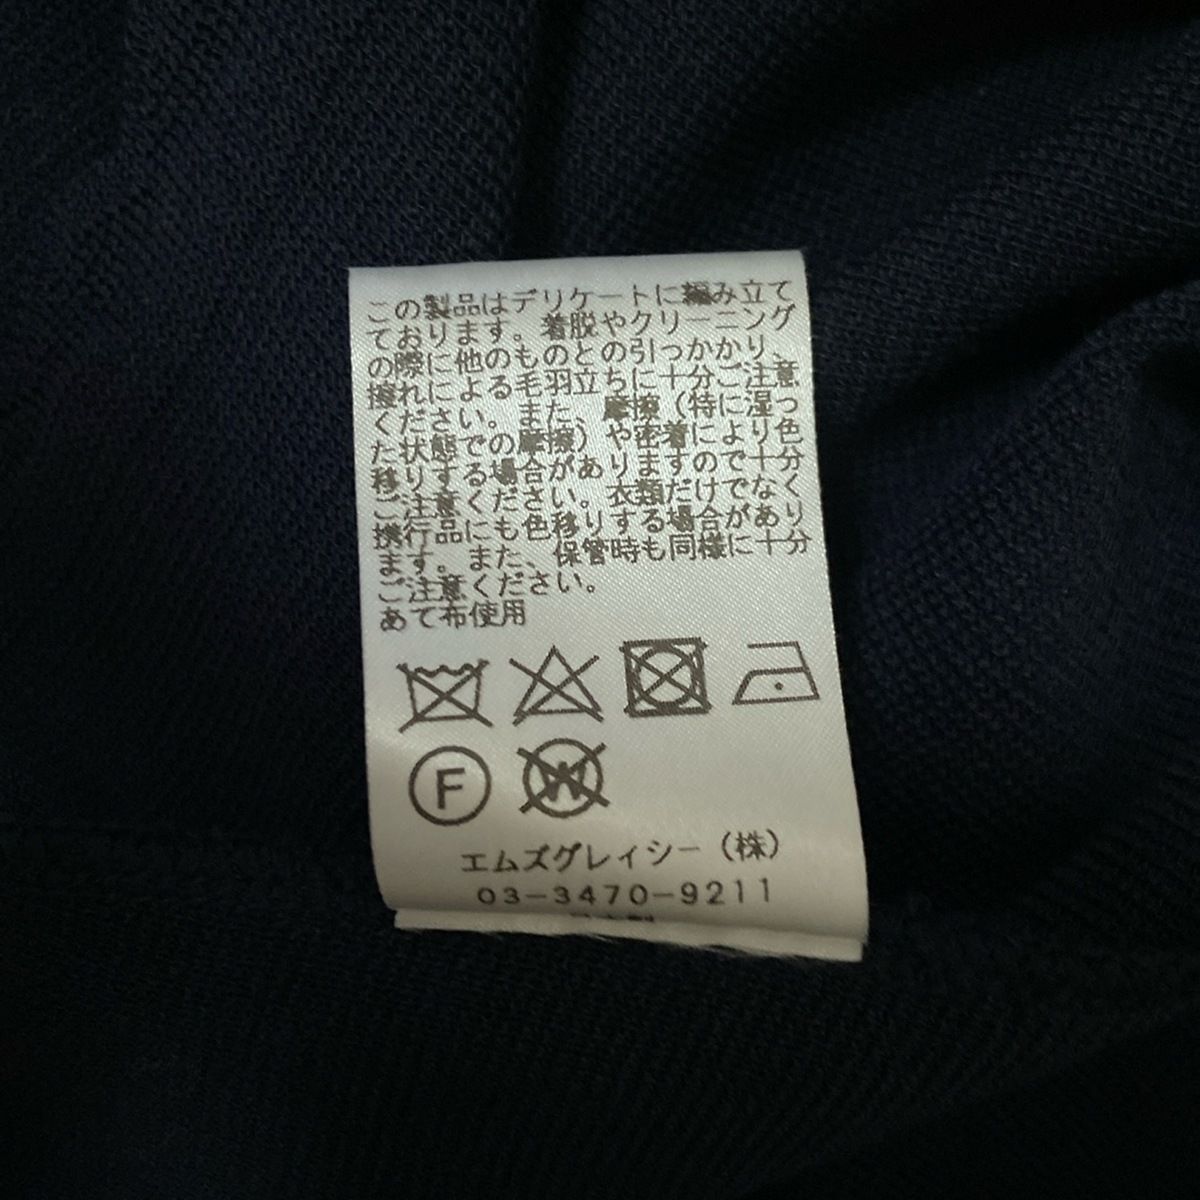 この製品はデリケートに編み立て
ております。着脱やクリーニング
の際に他のものとの引っかかり、
擦れによる毛羽立ちに十分ご注意
ください。また、摩擦(特に湿っ
た状態での摩擦)や密着により色
移りする場合があります。
ご注意ください。衣類だけでなく
携行品にも色移りする場合があり
ます。また、保管時も同様に十分
ご注意ください。
あて布使用
F
W
エムズグレイシー(株)
03-3470-9211